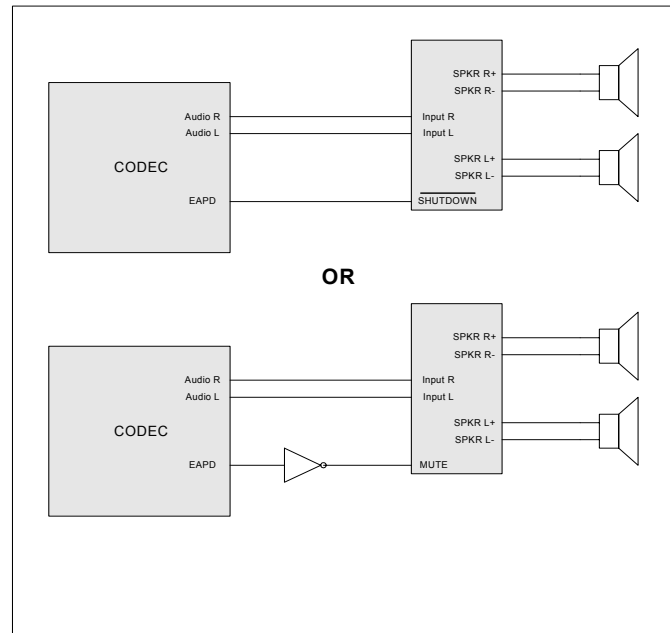 SPKR R+
SPKR R-
Audio R
Input R
Audio L
Input L
CODEC
SPKR L+
SPKR L-
EAPD
SHUTDOWN
OR
SPKR R+
SPKR R-
Audio R
Input R
Audio L
Input L
CODEC
SPKR L+
SPKR L-
EAPD
MUTE